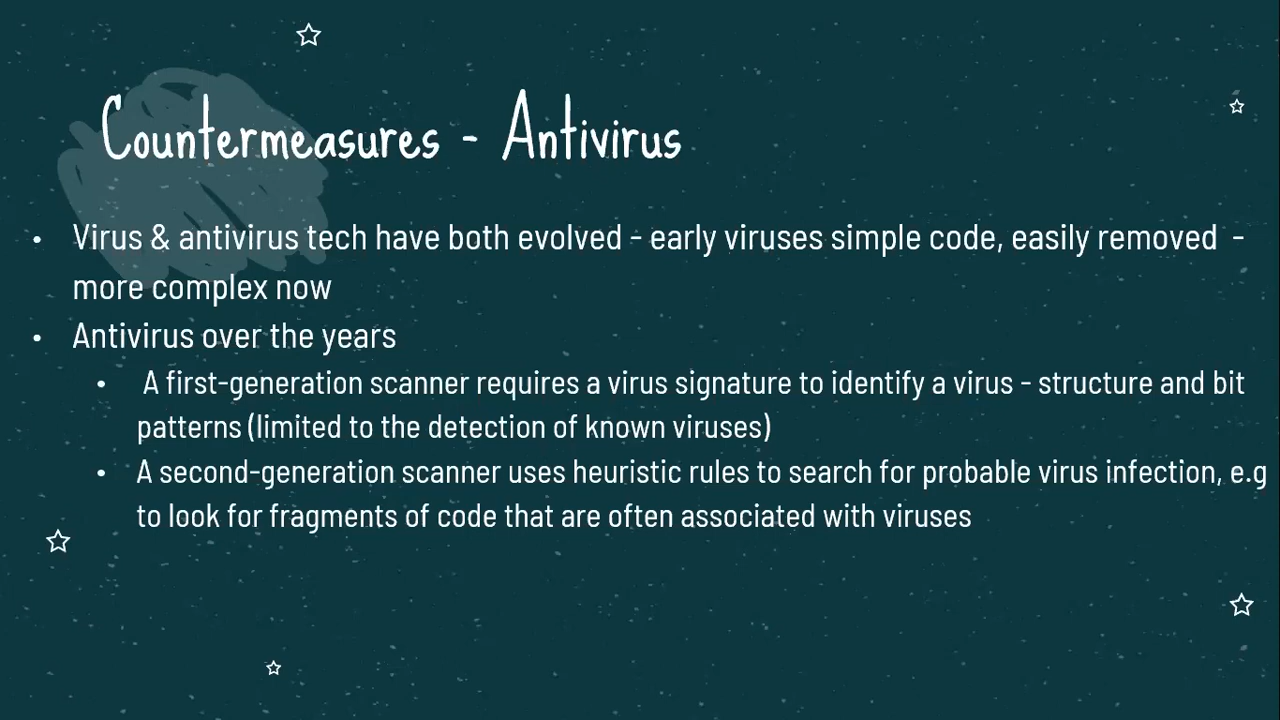 Countermeasures - Antivirus
• Virus & antivirus tech have both evolved - early viruses simple code, easily removed -
more complex now
• Antivirus over the years
• A first-generation scanner requires a virus signature to identify a virus - structure and bit
patterns (limited to the detection of known viruses)
• A second-generation scanner uses heuristic rules to search for probable virus infection, e.g
to look for fragments of code that are often associated with viruses